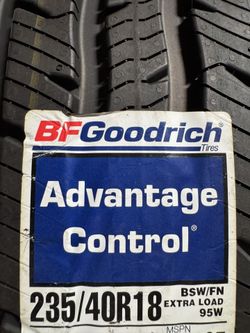 BFGoodrich®
Tires
Advantage
Control®
235/40R18
BSW/FN
EXTRA LOAD
95W
MSPN